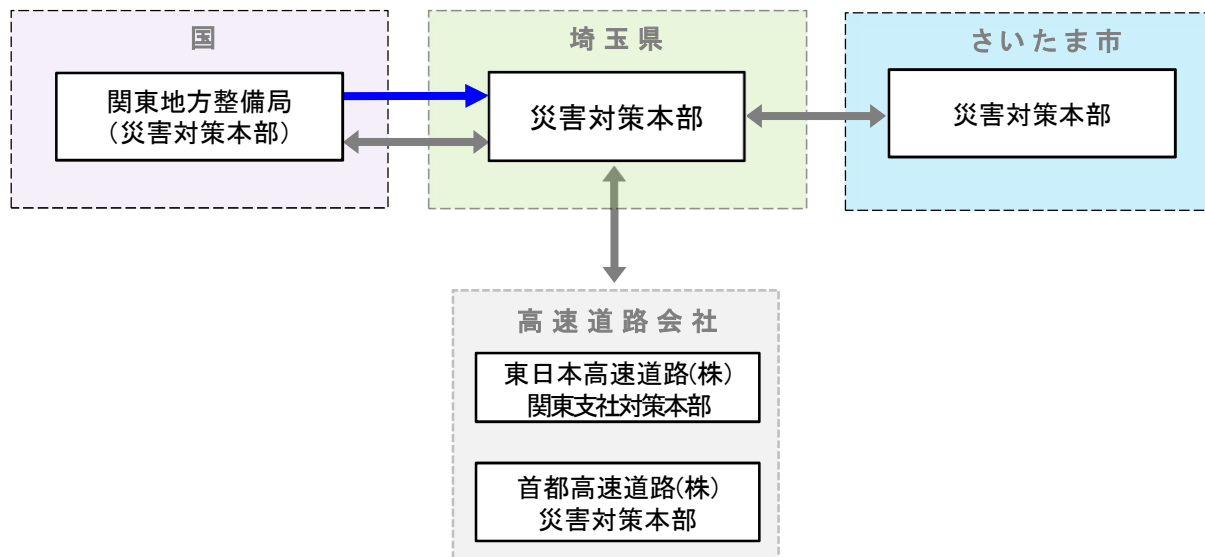 国
関東地方整備局
（災害対策本部）
埼玉県
災害対策本部
さいたま市
災害対策本部
高速道路会社
東日本高速道路(株)
関東支社対策本部
首都高速道路(株)
災害対策本部